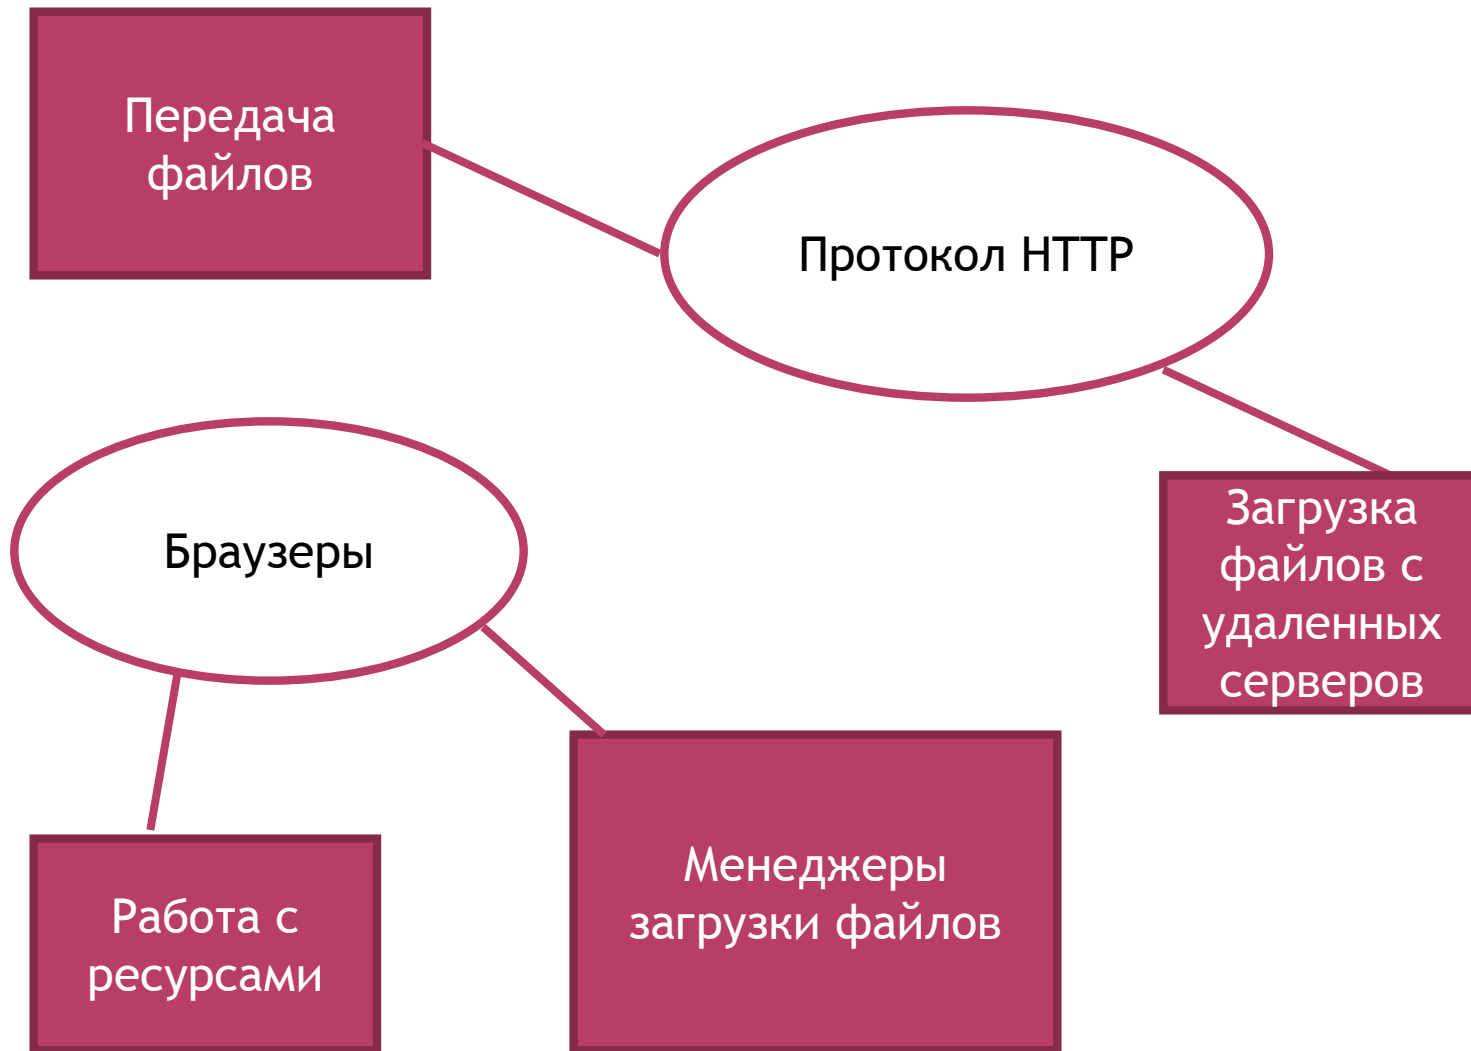 Передача
файлов
Протокол HTTP
Браузеры
Загрузка
файлов с
удаленных
серверов
Менеджеры
загрузки файлов
Работа с
ресурсами